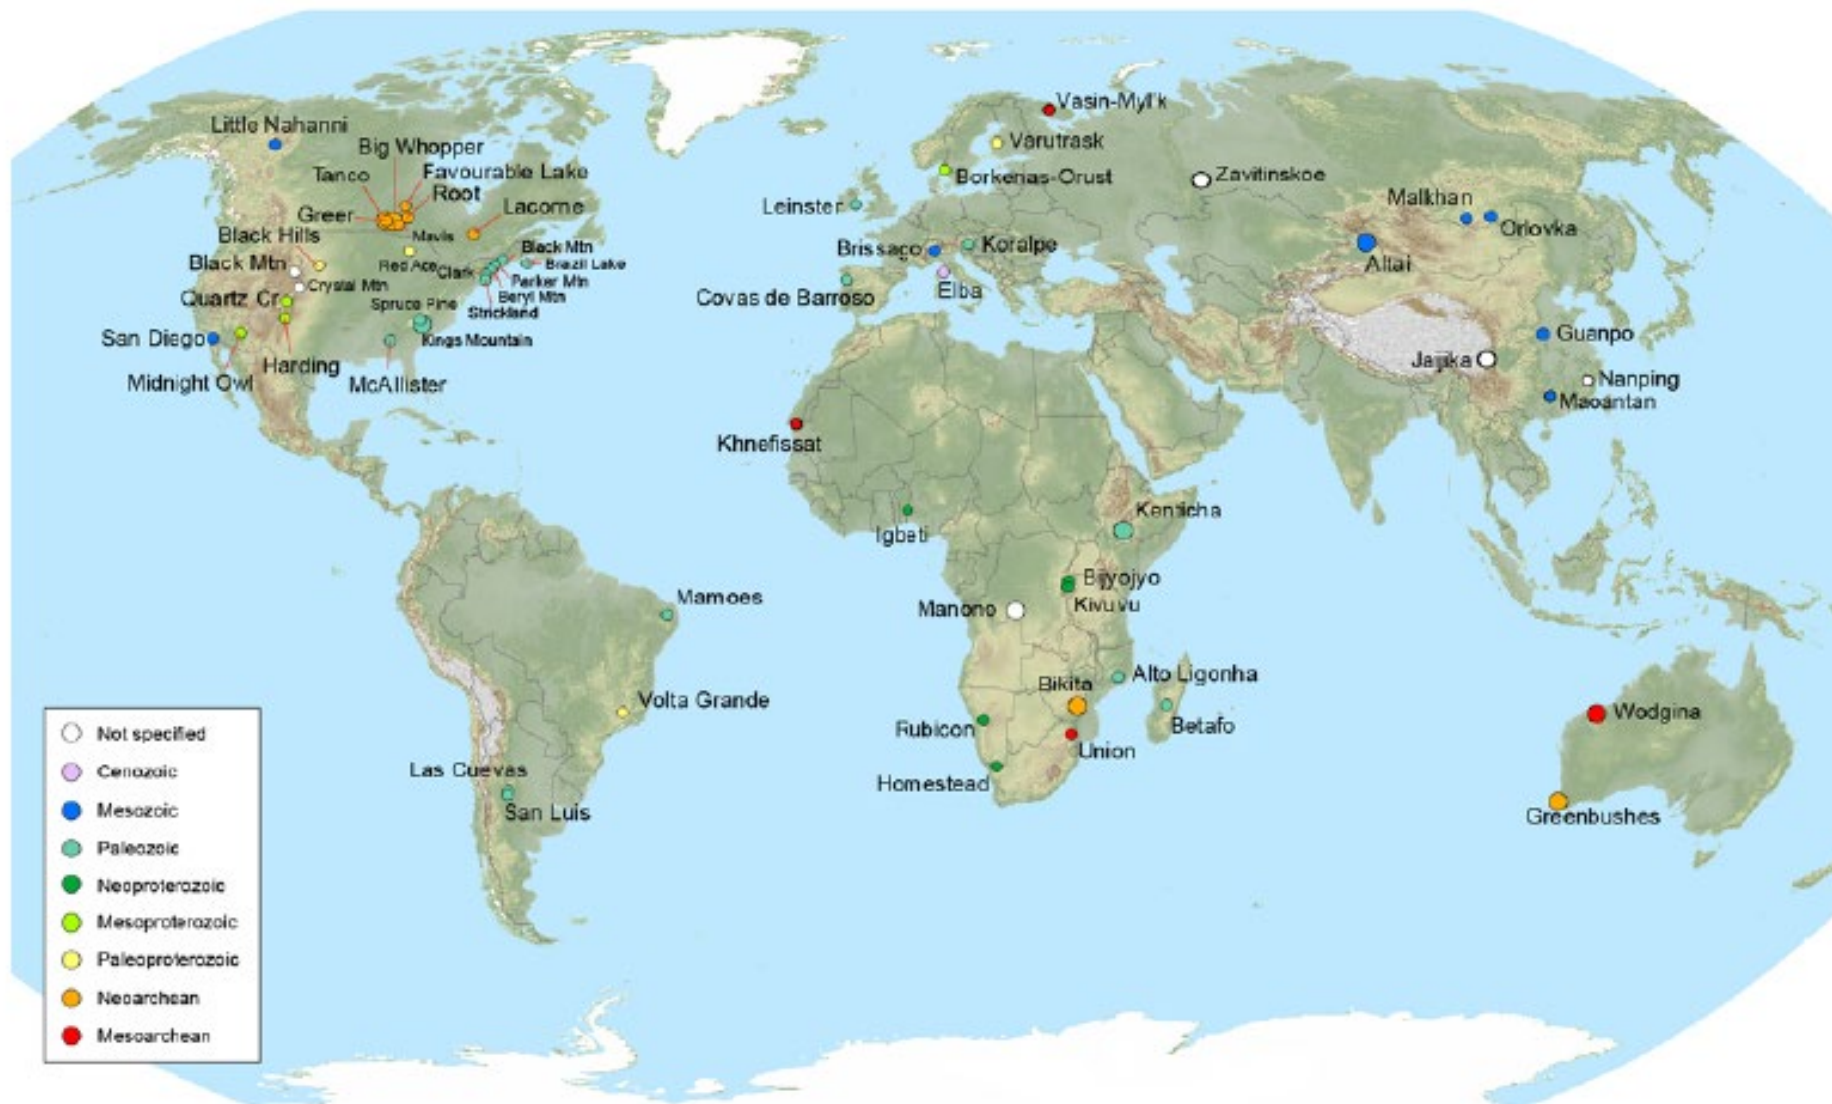 Little Nahanni
Big Whopper
Tanco
Favourable Lake
Root
Greer
Lacorne
Black Hills
Mavis
Black Mtn
Red Ace
Clark
Black Mtn
Brazil Lake
Crystal Mtn
Parker Mtn
Quartz Cr
Spruce Pine
Beryl Mtn
Strickland
San Diego
Kings Mountain
Harding
Midnight Owl
McAllister
Vasin-Myl'k
Varutrask
Borkenas-Orust
Zavitinskoe
Leinster
Malkhan
Orlovka
Brissago
Koralpe
Altai
Covas de Barroso
Elba
Guanpo
Jajika
Nanping
Maoantan
Khnefissat
Kenticha
Igbeti
Bijyojyo
Kivuvu
Manono
Mamoes
Alto Ligonha
Bikita
Volta Grande
Wodgina
Rubicon
Betafo
Union
Las Cuevas
Homestead
San Luis
Greenbushes
Not specified
Cenozoic
Mesozoic
Paleozoic
Neoproterozoic
Mesoproterozoic
Paleoproterozoic
Neoarchean
Mesoarchean